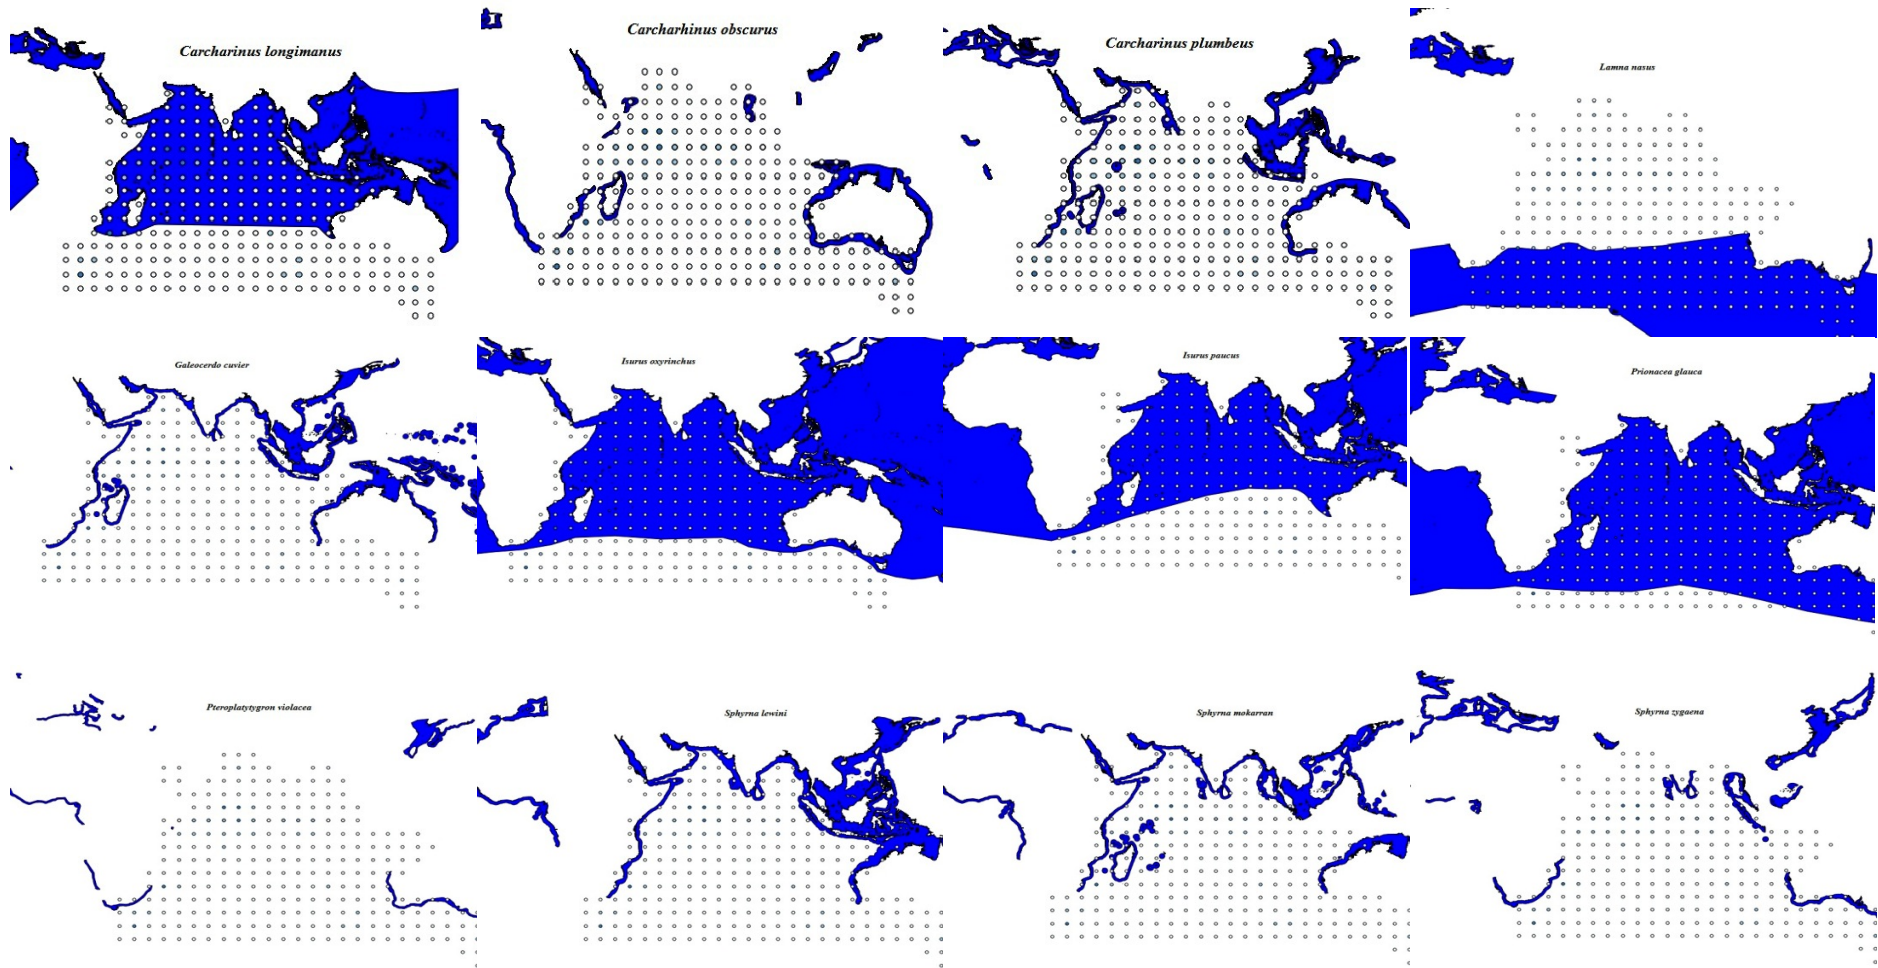 Carcharinus longimanus
Carcharhinus obscurus
Carcharinus plumbeus
Lamna nasus
Galeocerdo cuvier
Isurus oxyrinchus
Isurus paucus
Prionacea glauca
Pteroplatytygron violacea
Sphyrna lewini
Sphyrna mokarran
Sphyrna zygaena